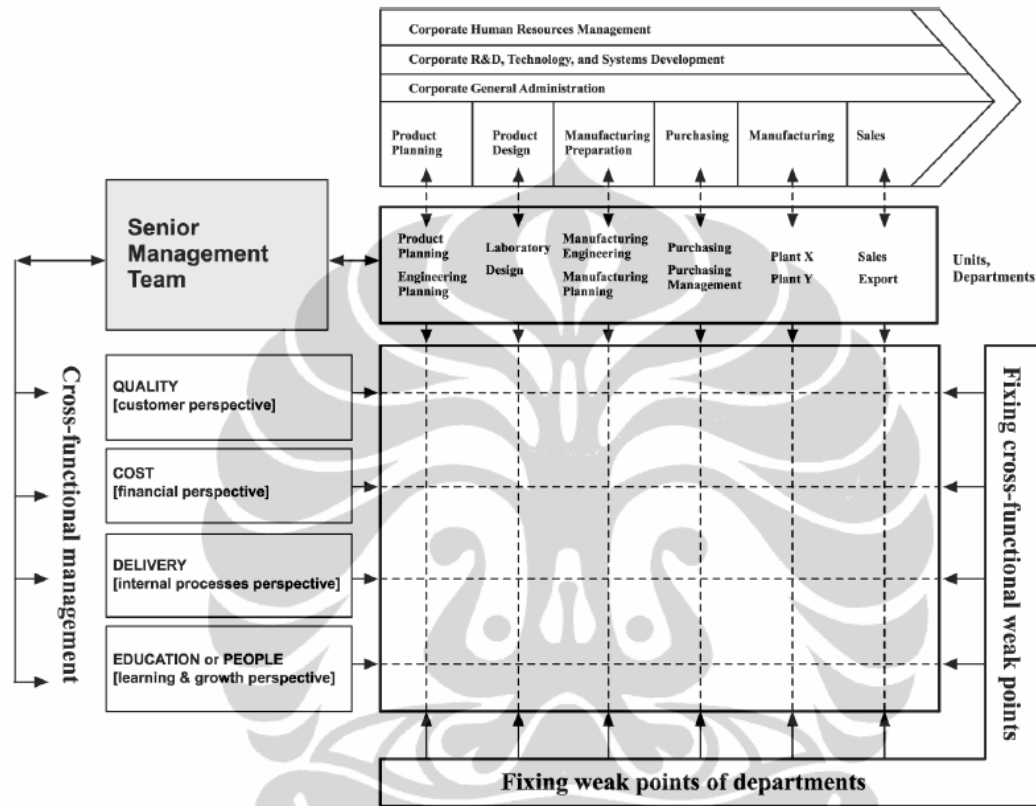 Corporate Human Resources Management
Corporate R&D, Technology, and Systems Development
Corporate General Administration
Product
Planning
Product
Design
Manufacturing
Preparation
Purchasing
Manufacturing
Sales
Senior
Management
Team
Product
Planning
Engineering
Planning
Laboratory
Design
Manufacturing
Engineering
Manufacturing
Planning
Purchasing
Purchasing
Management
Plant X
Plant Y
Sales
Export
Units,
Departments
Cross-functional management
QUALITY
[customer perspective]
COST
[financial perspective]
DELIVERY
[internal processes perspective]
EDUCATION or PEOPLE
[learning & growth perspective]
Fixing cross-functional weak points
Fixing weak points of departments